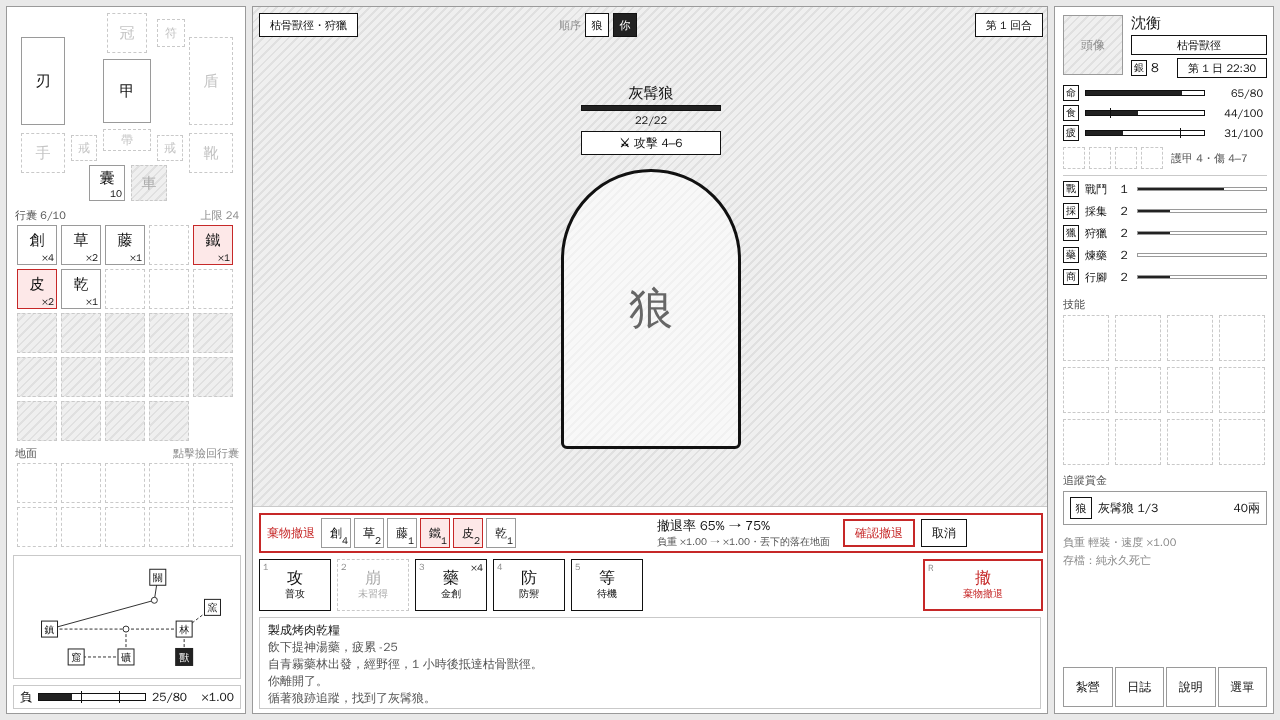 冠
符
刃
甲
盾
手
戒
帶
戒
靴
囊
10
車
行囊 6/10
上限 24
創 ×4
草 ×2
藤 ×1
鐵 ×1
皮 ×2
乾 ×1
地面
點擊撿回行囊
關
窯
鎮
林
窟
礦
獸
負 25/80 ×1.00
枯骨獸徑・狩獵
順序 狼 你
第 1 回合
灰髯狼
22/22
⚔ 攻擊 4–6
狼
棄物撤退
創 4
草 2
藤 1
鐵 1
皮 2
乾 1
撤退率 65% → 75%
負重 ×1.00 → ×1.00・丟下的落在地面
確認撤退
取消
1 攻 普攻
2 崩 未習得
3 藥 ×4 金創
4 防 防禦
5 等 待機
R 撤 棄物撤退
製成烤肉乾糧
飲下提神湯藥，疲累 -25
自青霧藥林出發，經野徑，1 小時後抵達枯骨獸徑。
你離開了。
循著狼跡追蹤，找到了灰髯狼。
頭像
沈衡
枯骨獸徑
銀 8
第 1 日 22:30
命 65/80
食 44/100
疲 31/100
護甲 4・傷 4–7
戰 戰鬥 1
採 採集 2
獵 狩獵 2
藥 煉藥 2
商 行腳 2
技能
追蹤賞金
狼 灰髯狼 1/3 40兩
負重 輕裝・速度 ×1.00
存檔：純永久死亡
紮營
日誌
說明
選單